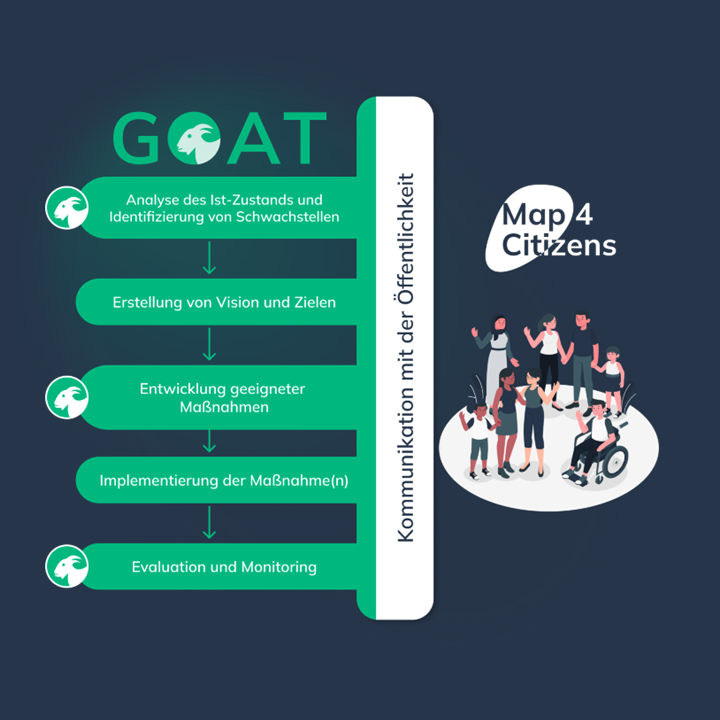 GOAT
Analyse des Ist-Zustands und
Identifizierung von Schwachstellen
Erstellung von Vision und Zielen
Entwicklung geeigneter
Maßnahmen
Implementierung der Maßnahme(n)
Evaluation und Monitoring
Kommunikation mit der Öffentlichkeit
Map 4
Citizens